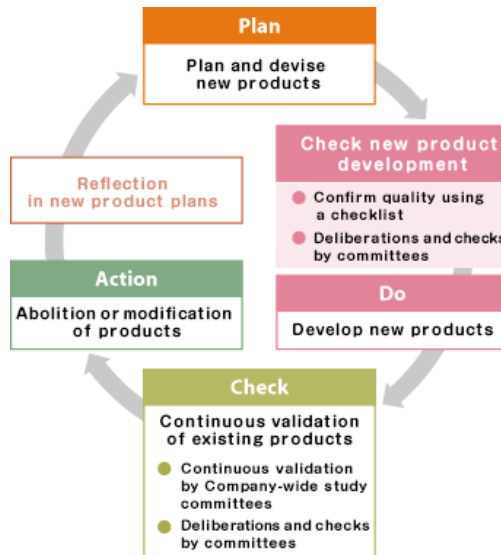 Plan
Plan and devise
new products
Check new product
development
Confirm quality using
a checklist
Deliberations and checks
by committees
Do
Develop new products
Check
Continuous validation
of existing products
Continuous validation
by Company-wide study
committees
Deliberations and checks
by committees
Action
Abolition or modification
of products
Reflection
in new product plans